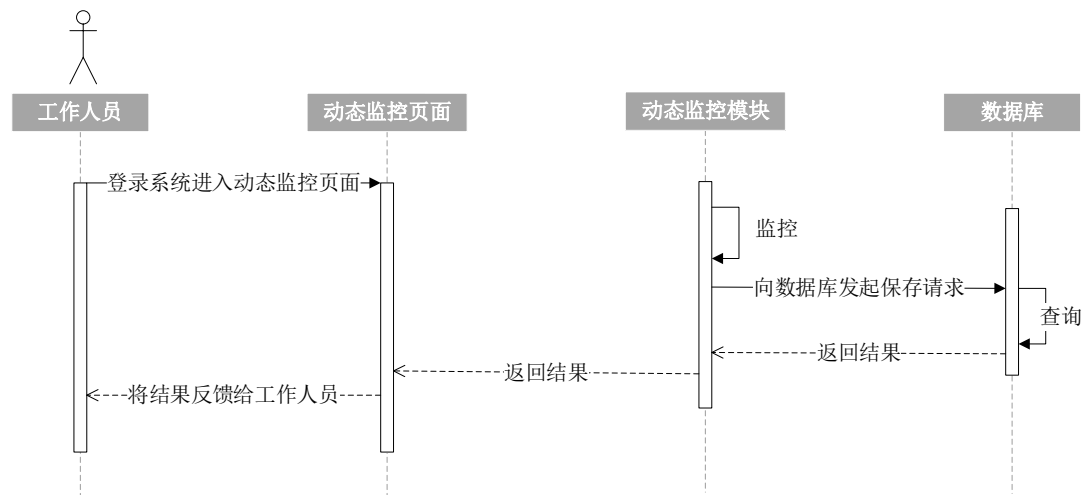 工作人员
动态监控页面
动态监控模块
数据库
登录系统进入动态监控页面
监控
向数据库发起保存请求
查询
返回结果
返回结果
将结果反馈给工作人员